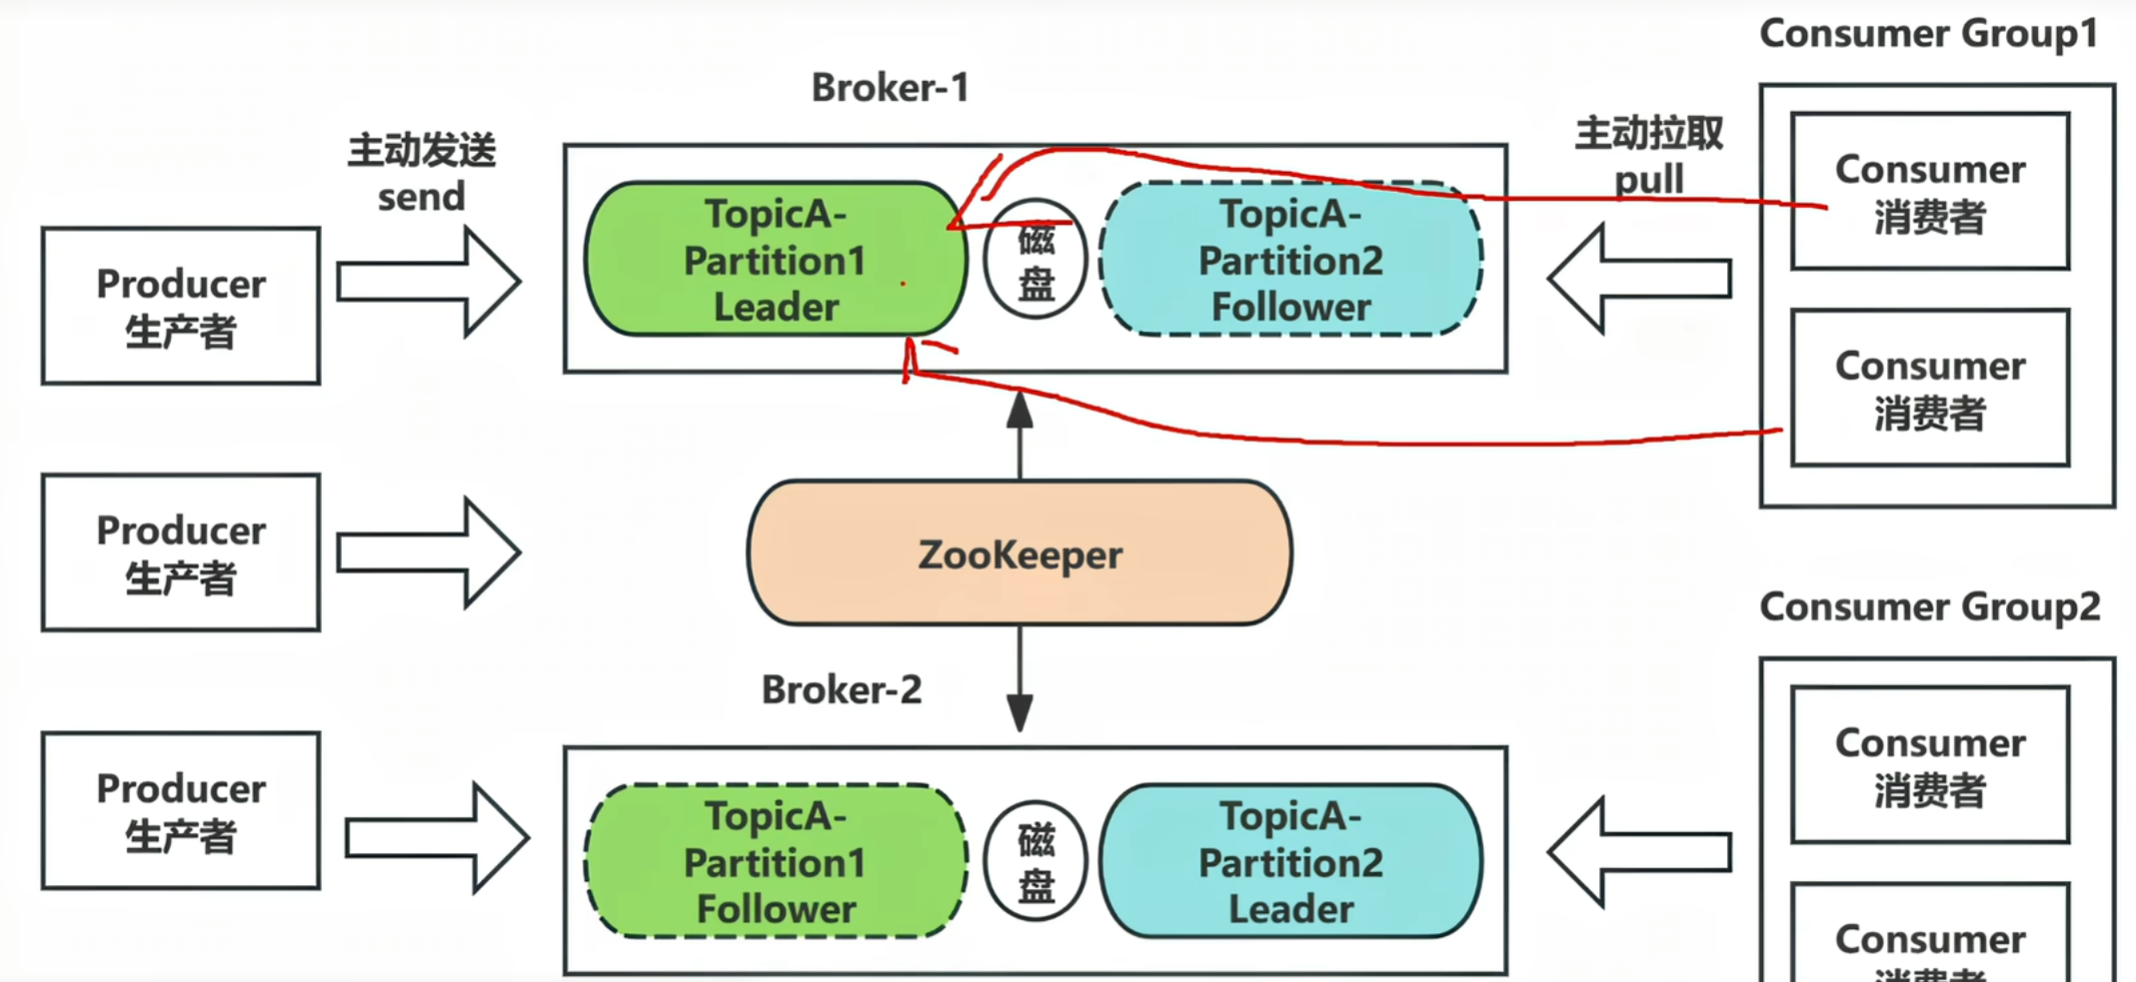 Consumer Group1
Broker-1
主动发送
send
主动拉取
pull
Producer
生产者
TopicA-
Partition1
Leader
磁
盘
TopicA-
Partition2
Follower
Consumer
消费者
Consumer
消费者
Producer
生产者
ZooKeeper
Consumer Group2
Broker-2
Producer
生产者
TopicA-
Partition1
Follower
磁
盘
TopicA-
Partition2
Leader
Consumer
消费者
Consumer
消费者